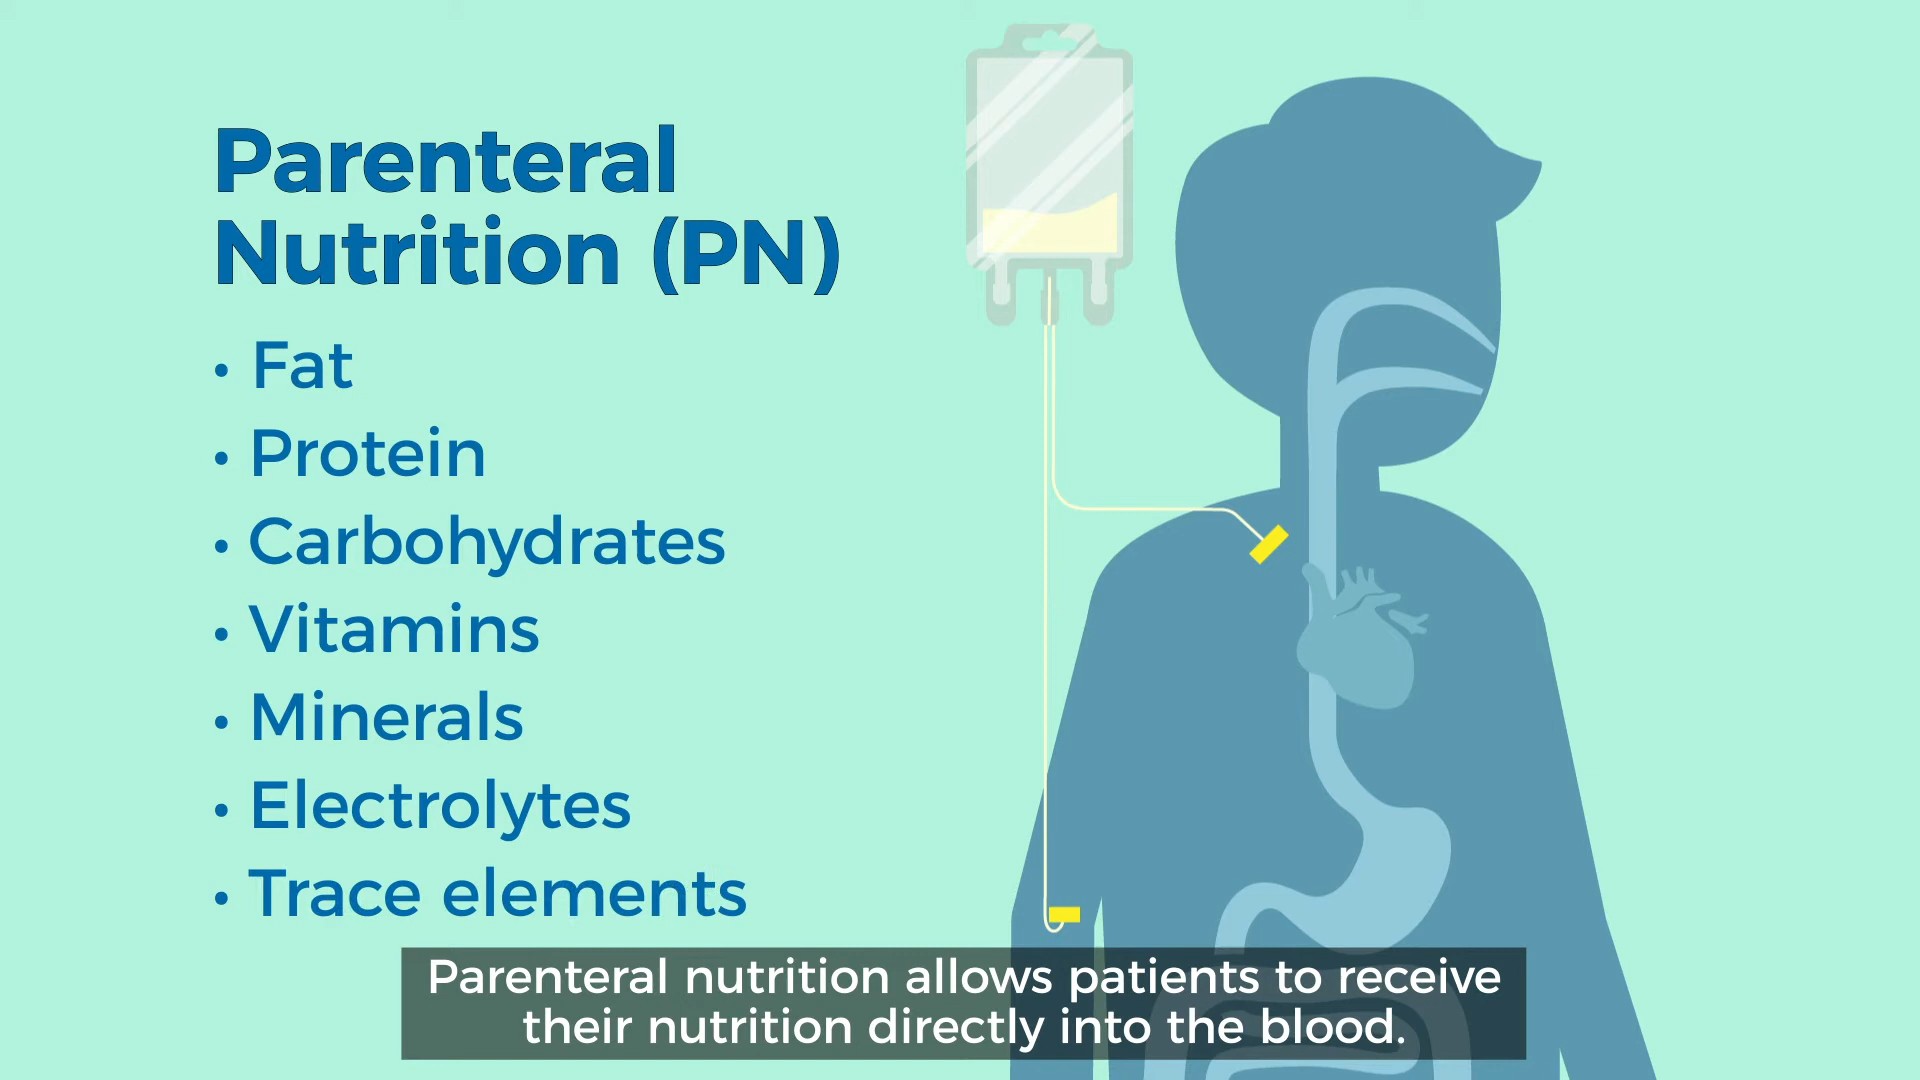 Parenteral
Nutrition (PN)
• Fat
• Protein
• Carbohydrates
• Vitamins
• Minerals
• Electrolytes
• Trace elements
Parenteral nutrition allows patients to receive
their nutrition directly into the blood.